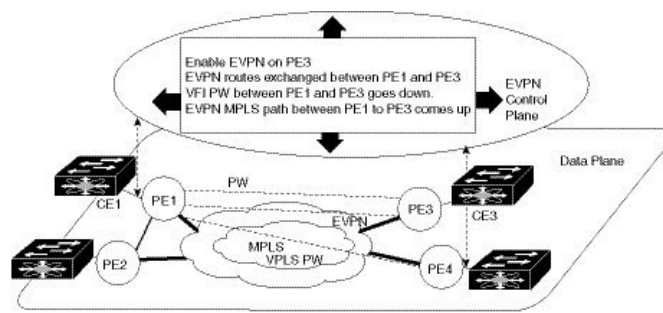 Enable EVPN on PE3
EVPN routes exchanged between PE1 and PE3
VFI PW between PE1 and PE3 goes down.
EVPN MPLS path between PE1 to PE3 comes up
EVPN
Control
Plane
Data Plane
CE1
PW
PE1
EVPN
PE3
CE3
MPLS
VPLS PW
PE2
PE4